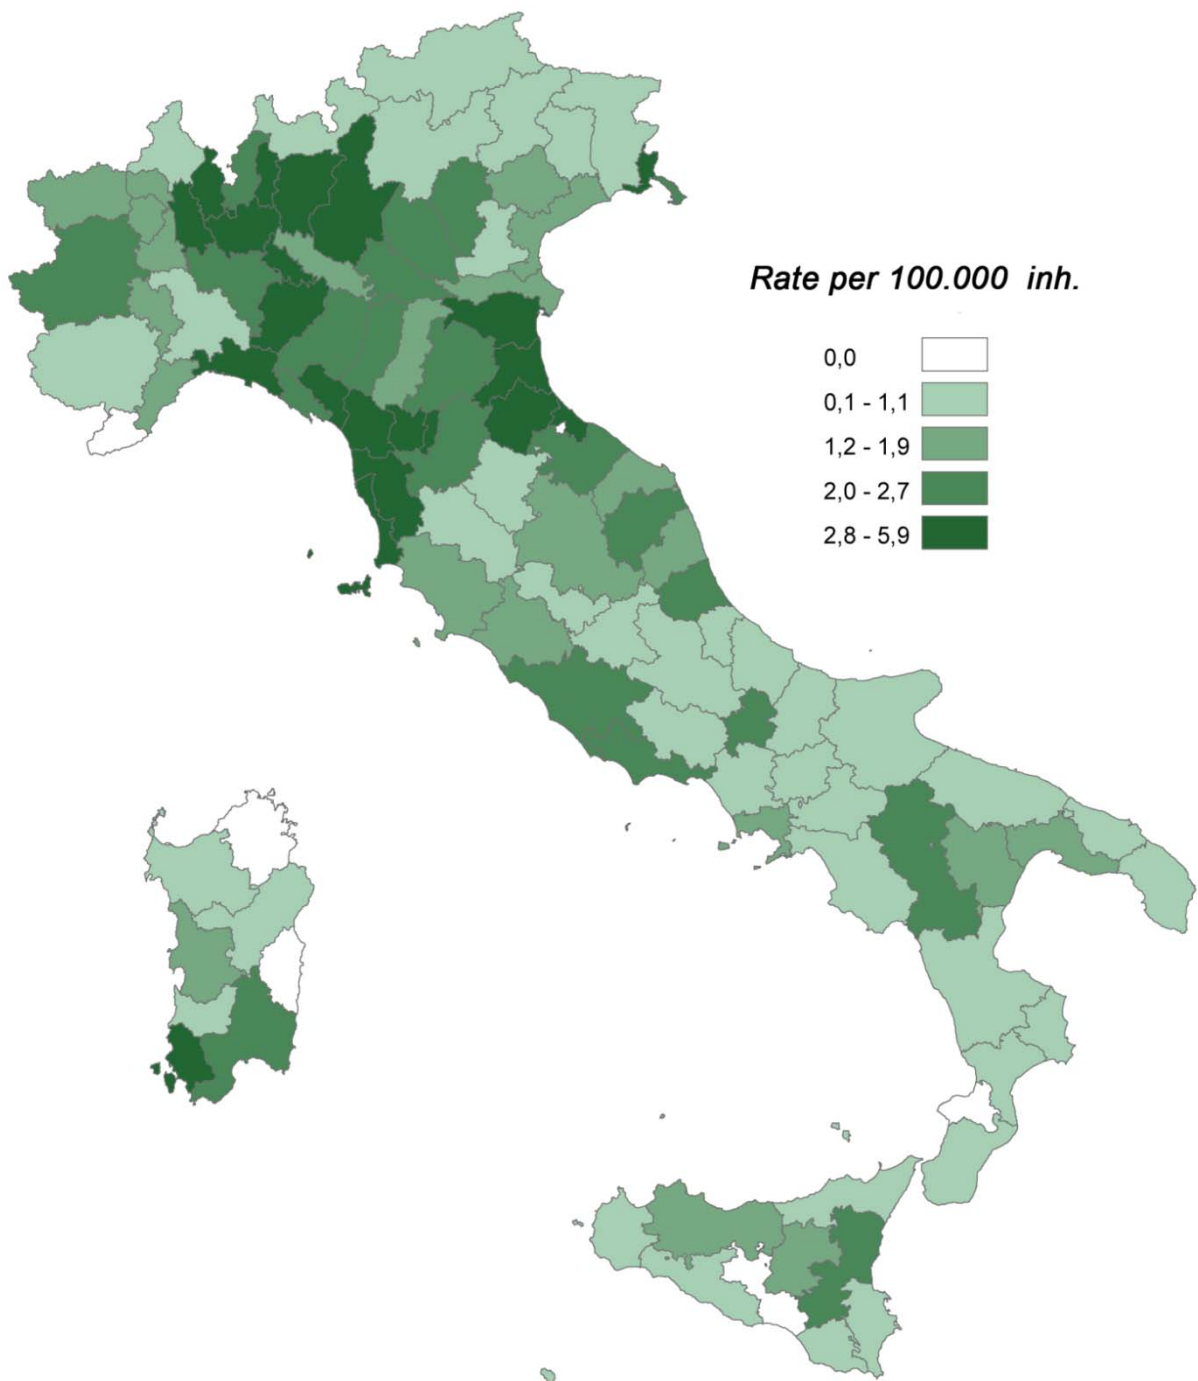 Rate per 100.000 inh.
0,0
0,1 - 1,1
1,2 - 1,9
2,0 - 2,7
2,8 - 5,9